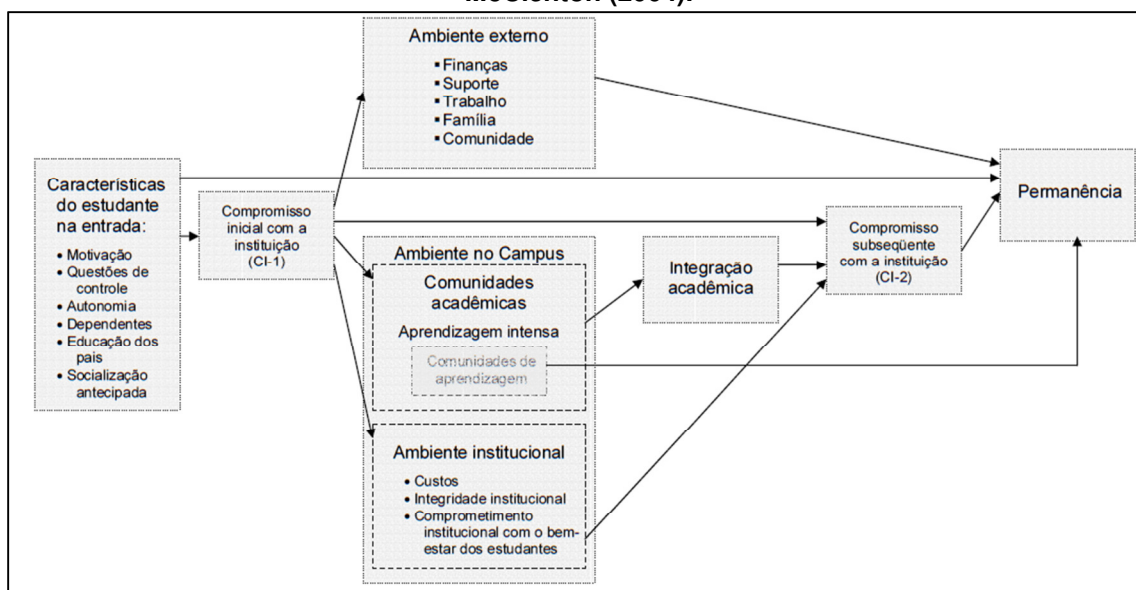 McClenten (2004).
Ambiente externo
▪ Finanças
▪ Suporte
▪ Trabalho
▪ Família
▪ Comunidade
Características
do estudante
na entrada:
• Motivação
• Questões de
controle
• Autonomia
• Dependentes
• Educação dos
pais
• Socialização
antecipada
Compromisso
inicial com a
instituição
(CI-1)
Ambiente no Campus
Comunidades
acadêmicas
Aprendizagem intensa
Comunidades de
aprendizagem
Ambiente institucional
• Custos
• Integridade institucional
• Comprometimento
institucional com o bem-
estar dos estudantes
Integração
acadêmica
Compromisso
subseqüente
com a instituição
(CI-2)
Permanência